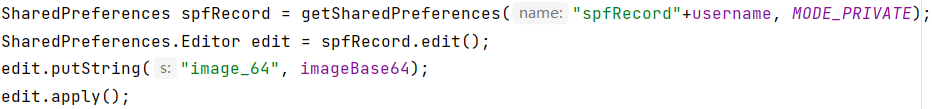 SharedPreferences spfRecord = getSharedPreferences( name: "spfRecord"+username, MODE_PRIVATE);
SharedPreferences.Editor edit = spfRecord.edit();
edit.putString( s: "image_64", imageBase64);
edit.apply();